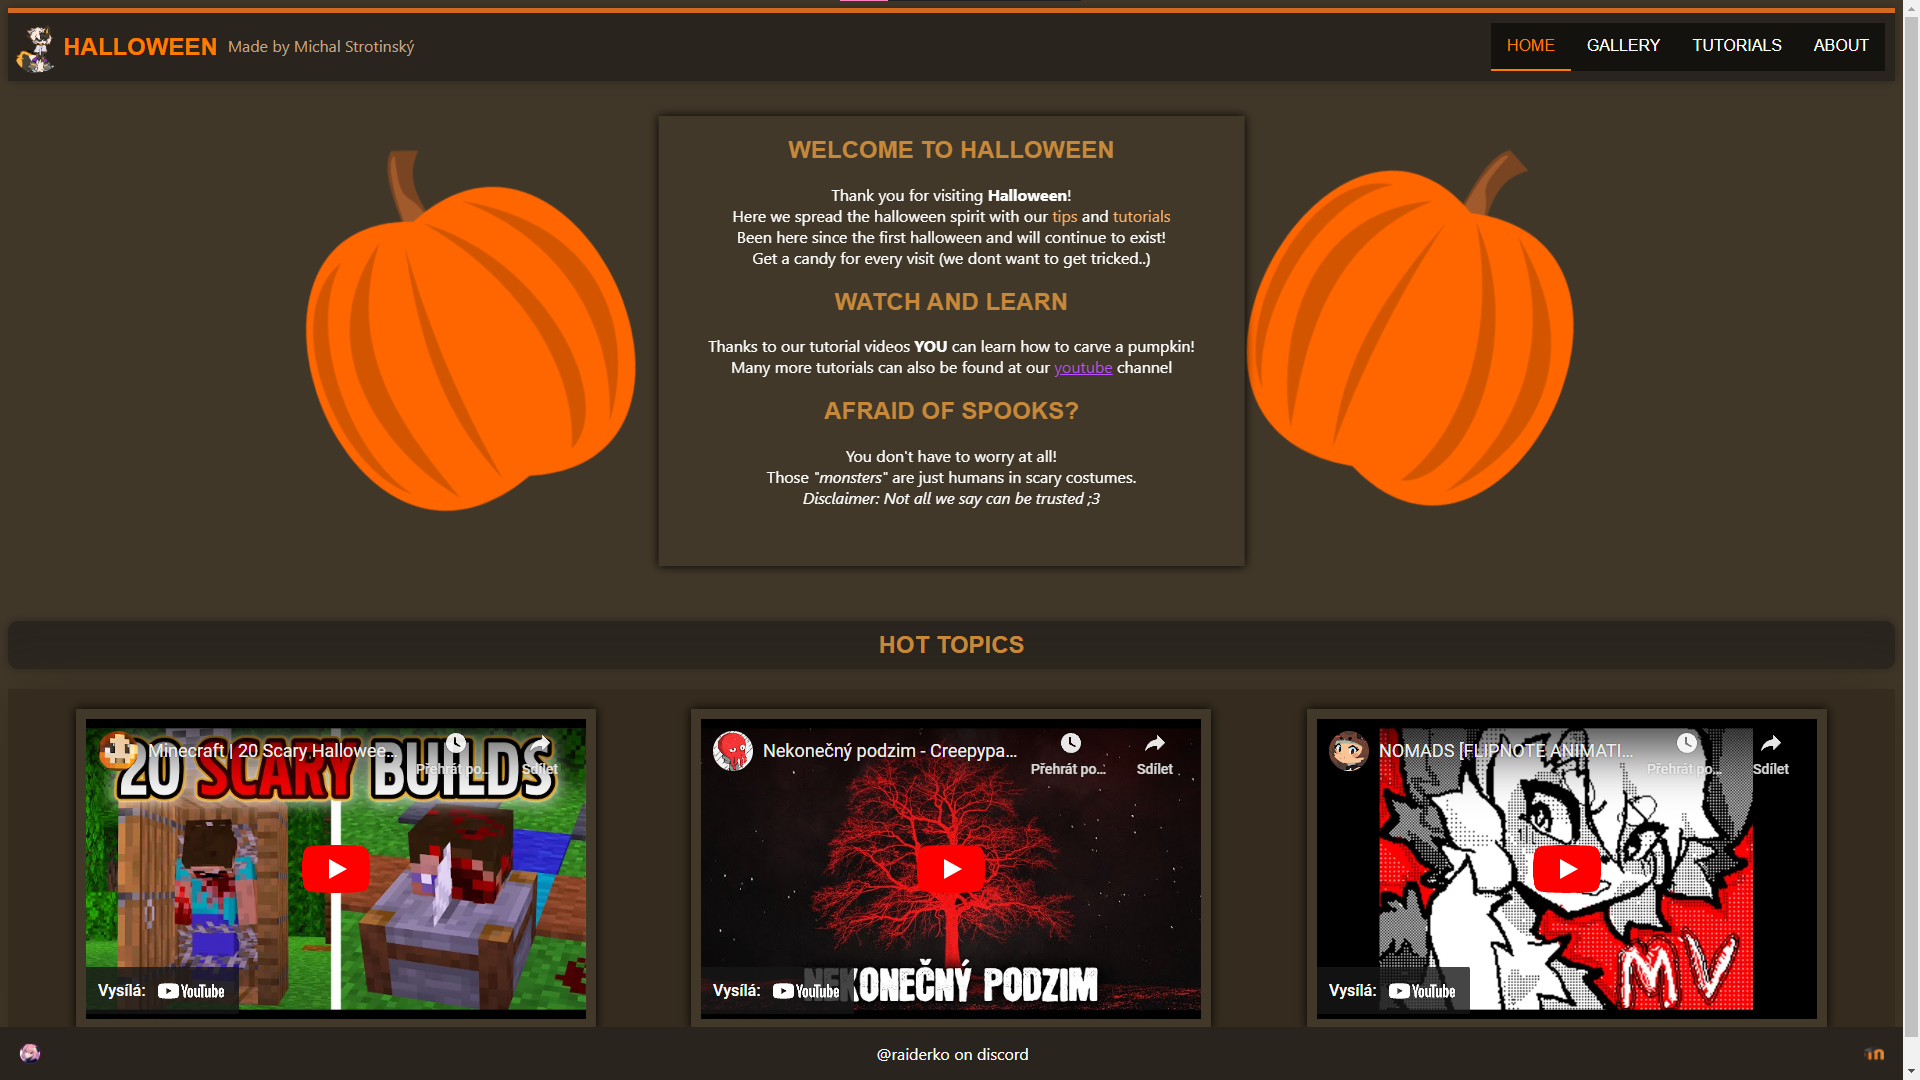 HALLOWEEN Made by Michal Strotinský
HOME GALLERY TUTORIALS ABOUT
WELCOME TO HALLOWEEN
Thank you for visiting Halloween!
Here we spread the halloween spirit with our tips and tutorials
Been here since the first halloween and will continue to exist!
Get a candy for every visit (we dont want to get tricked..)
WATCH AND LEARN
Thanks to our tutorial videos YOU can learn how to carve a pumpkin!
Many more tutorials can also be found at our youtube channel
AFRAID OF SPOOKS?
You don't have to worry at all!
Those "monsters" are just humans in scary costumes.
Disclaimer: Not all we say can be trusted ;3
HOT TOPICS
Minecraft | 20 Scary Hallowee...
Přehrát po...
Sdílet
20 SCARY BUILDS
Vysílá: YouTube
Nekonečný podzim - Creepypa...
Přehrát po...
Sdílet
NEKONEČNÝ PODZIM
Vysílá: YouTube
NOMADS [FLIPNOTE ANIMATI...
Přehrát po...
Sdílet
MV
Vysílá: YouTube
@raiderko on discord